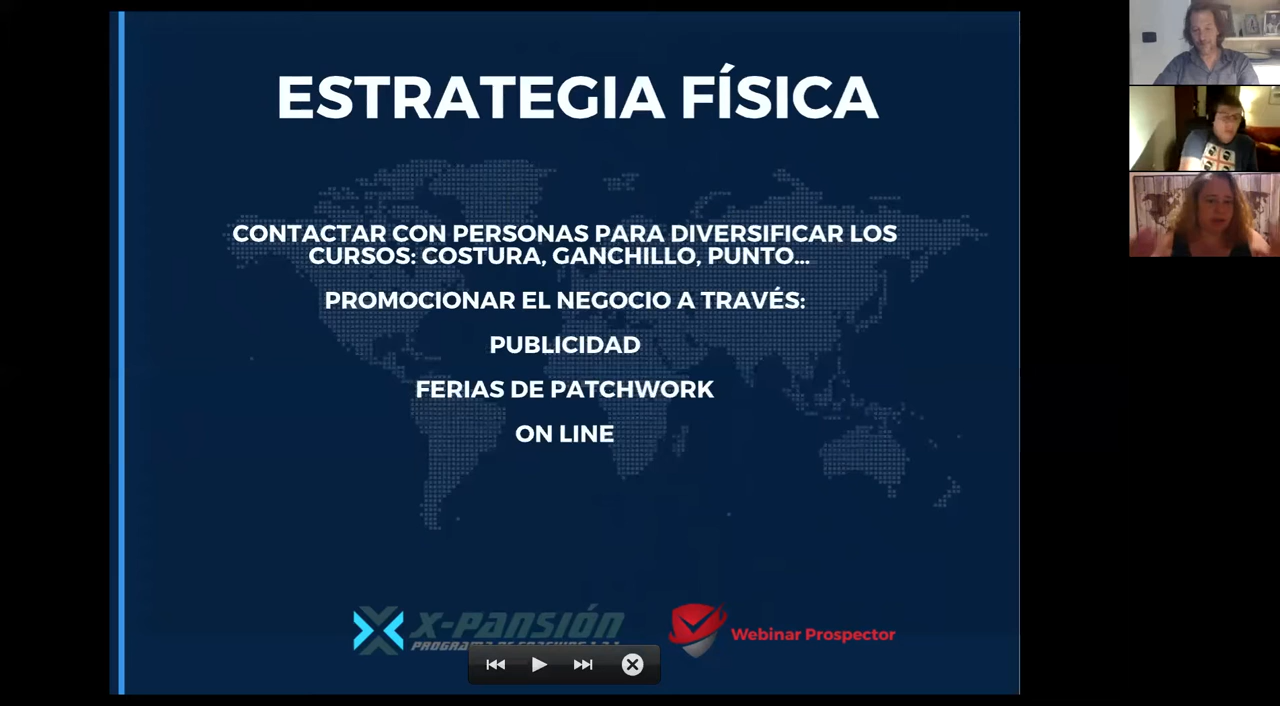 ESTRATEGIA FÍSICA
CONTACTAR CON PERSONAS PARA DIVERSIFICAR LOS
CURSOS: COSTURA, GANCHILLO, PUNTO...
PROMOCIONAR EL NEGOCIO A TRAVÉS:
PUBLICIDAD
FERIAS DE PATCHWORK
ON LINE
X-PANSIÓN
Webinar Prospector